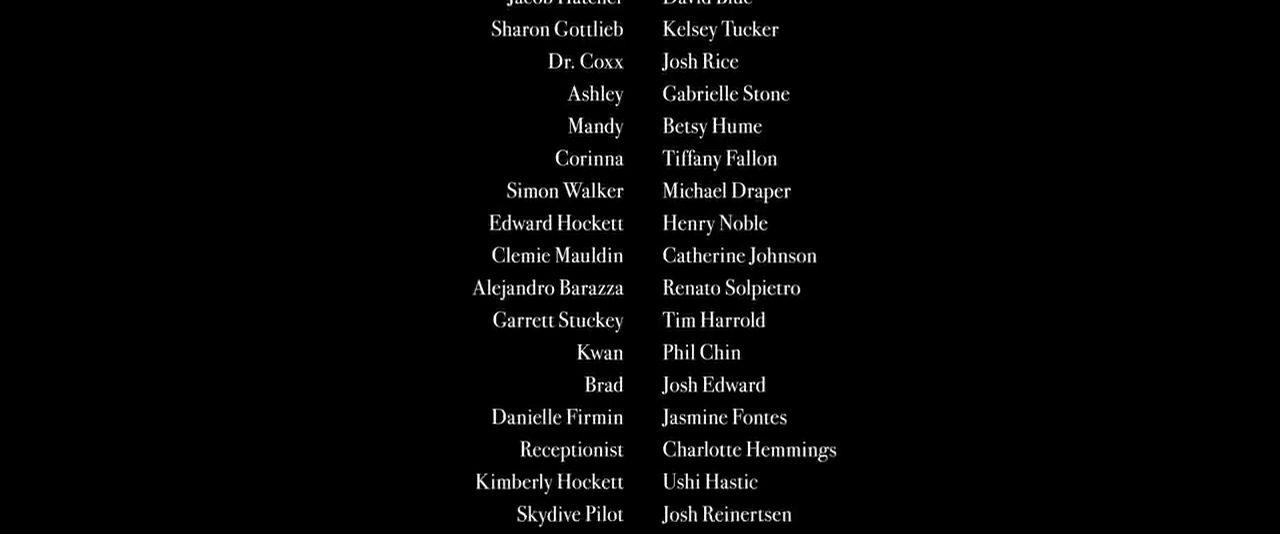 Sharon Gottlieb Kelsey Tucker
Dr. Coxx Josh Rice
Ashley Gabrielle Stone
Mandy Betsy Hume
Corinna Tiffany Fallon
Simon Walker Michael Draper
Edward Hockett Henry Noble
Clemie Mauldin Catherine Johnson
Alejandro Barazza Renato Solpietro
Garrett Stuckey Tim Harrold
Kwan Phil Chin
Brad Josh Edward
Danielle Firmin Jasmine Fontes
Receptionist Charlotte Hemmings
Kimberly Hockett Ushi Hastic
Skydive Pilot Josh Reinertsen